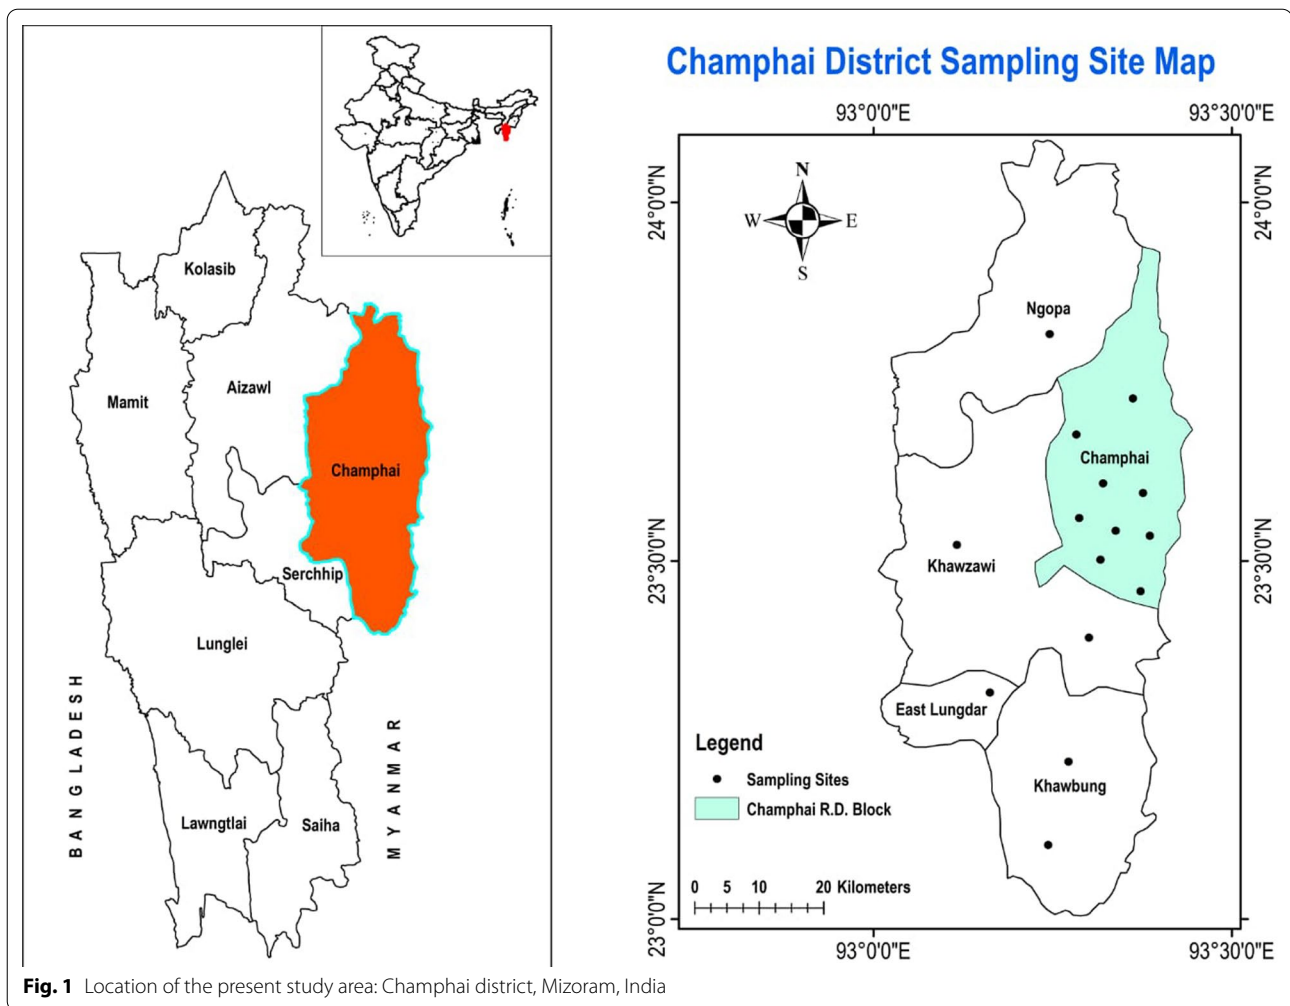 Kolasib
Mamit
Aizawl
Champhai
Serchhip
Lunglei
BANGLADESH
MYANMAR
Lawngtlai
Saiha
Champhai District Sampling Site Map
93°0'0"E
93°30'0"E
24°0'0"N
24°0'0"N
N
W
E
S
Ngopa
Champhai
23°30'0"N
23°30'0"N
Khawzawi
East Lungdar
Khawbung
Legend
Sampling Sites
Champhai R.D. Block
0 5 10 20 Kilometers
23°0'0"N
23°0'0"N
93°0'0"E
93°30'0"E
Fig. 1 Location of the present study area: Champhai district, Mizoram, India